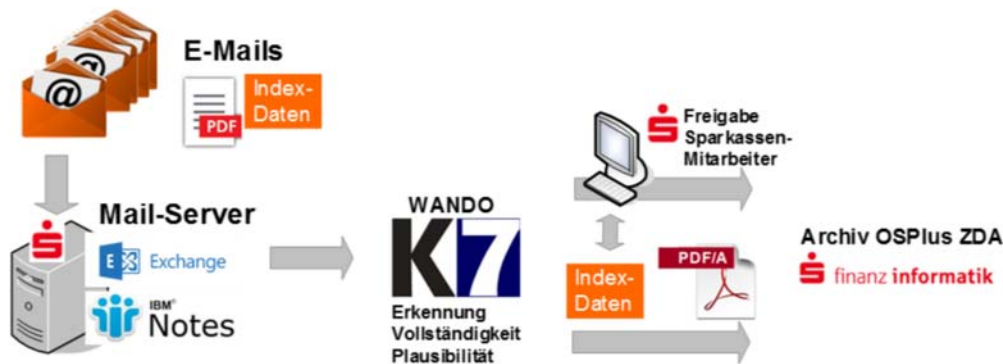 @
@
E-Mails
PDF
Index-
Daten
Mail-Server
E
Exchange
IBM®
Notes
WANDO
K7
Erkennung
Vollständigkeit
Plausibilität
Freigabe
Sparkassen-
Mitarbeiter
Index-
Daten
PDF/A
Archiv OSPlus ZDA
finanz informatik